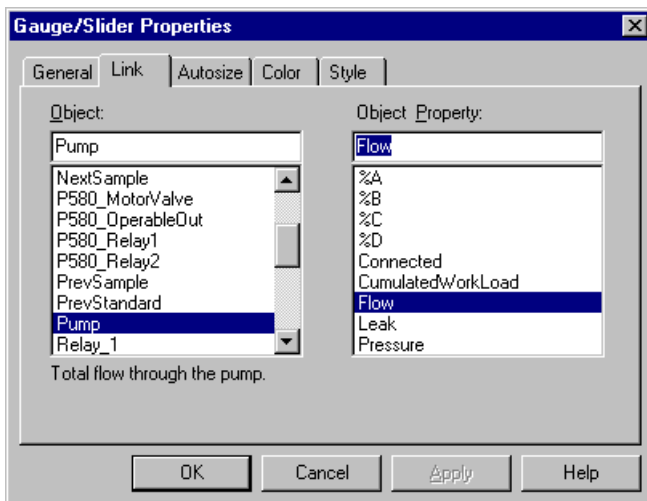 Gauge/Slider Properties
General Link Autosize Color Style
Object: Object Property:
Pump Flow
NextSample %A
P580_MotorValve %B
P580_OperableOut %C
P580_Relay1 %D
P580_Relay2 Connected
PrevSample CumulatedWorkLoad
PrevStandard Flow
Pump Leak
Relay_1 Pressure
Total flow through the pump.
OK Cancel Apply Help